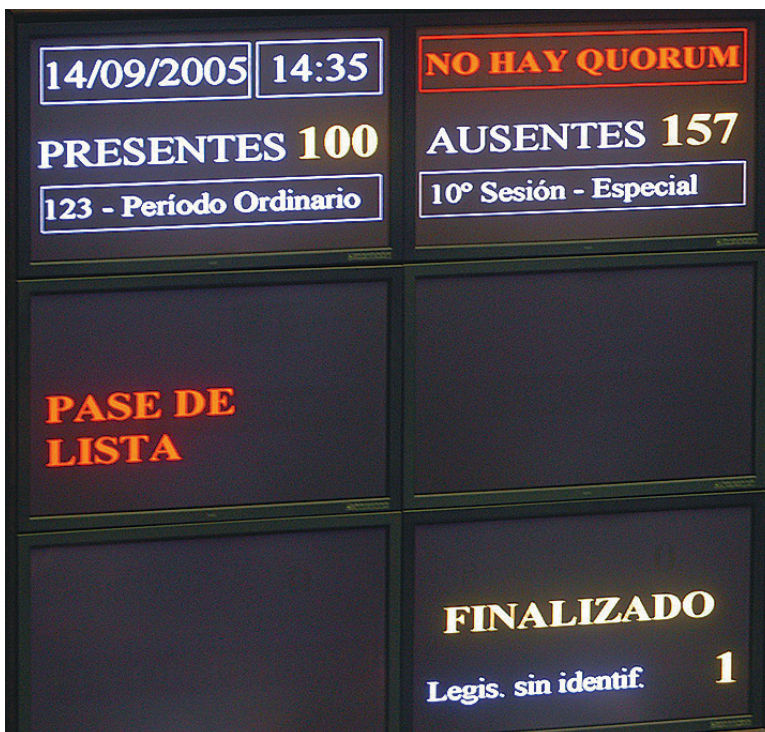 14/09/2005 14:35
NO HAY QUORUM
PRESENTES 100
AUSENTES 157
123 - Período Ordinario
10º Sesión - Especial
PASE DE
LISTA
FINALIZADO
Legis. sin identif. 1